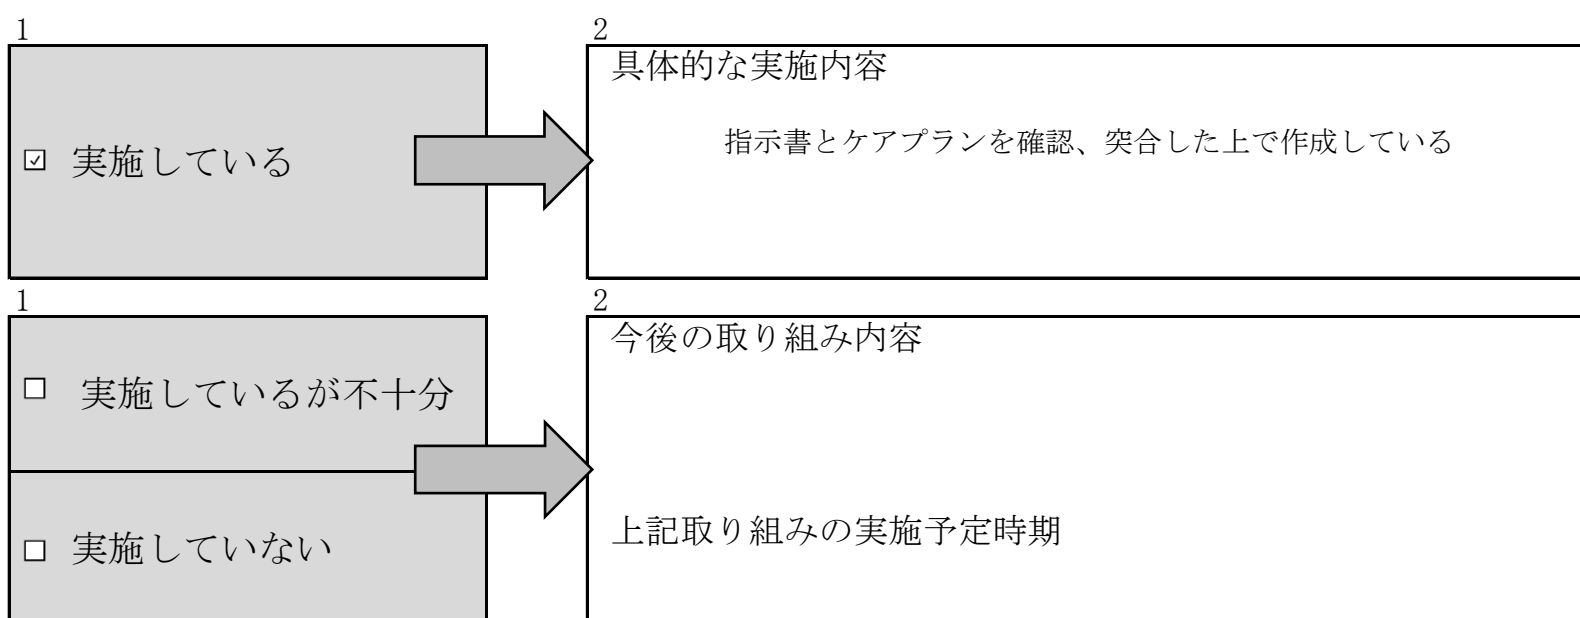 1
2
☑ 実施している
具体的な実施内容
指示書とケアプランを確認、突合した上で作成している
1
2
☐ 実施しているが不十分
☐ 実施していない
今後の取り組み内容
上記取り組みの実施予定時期